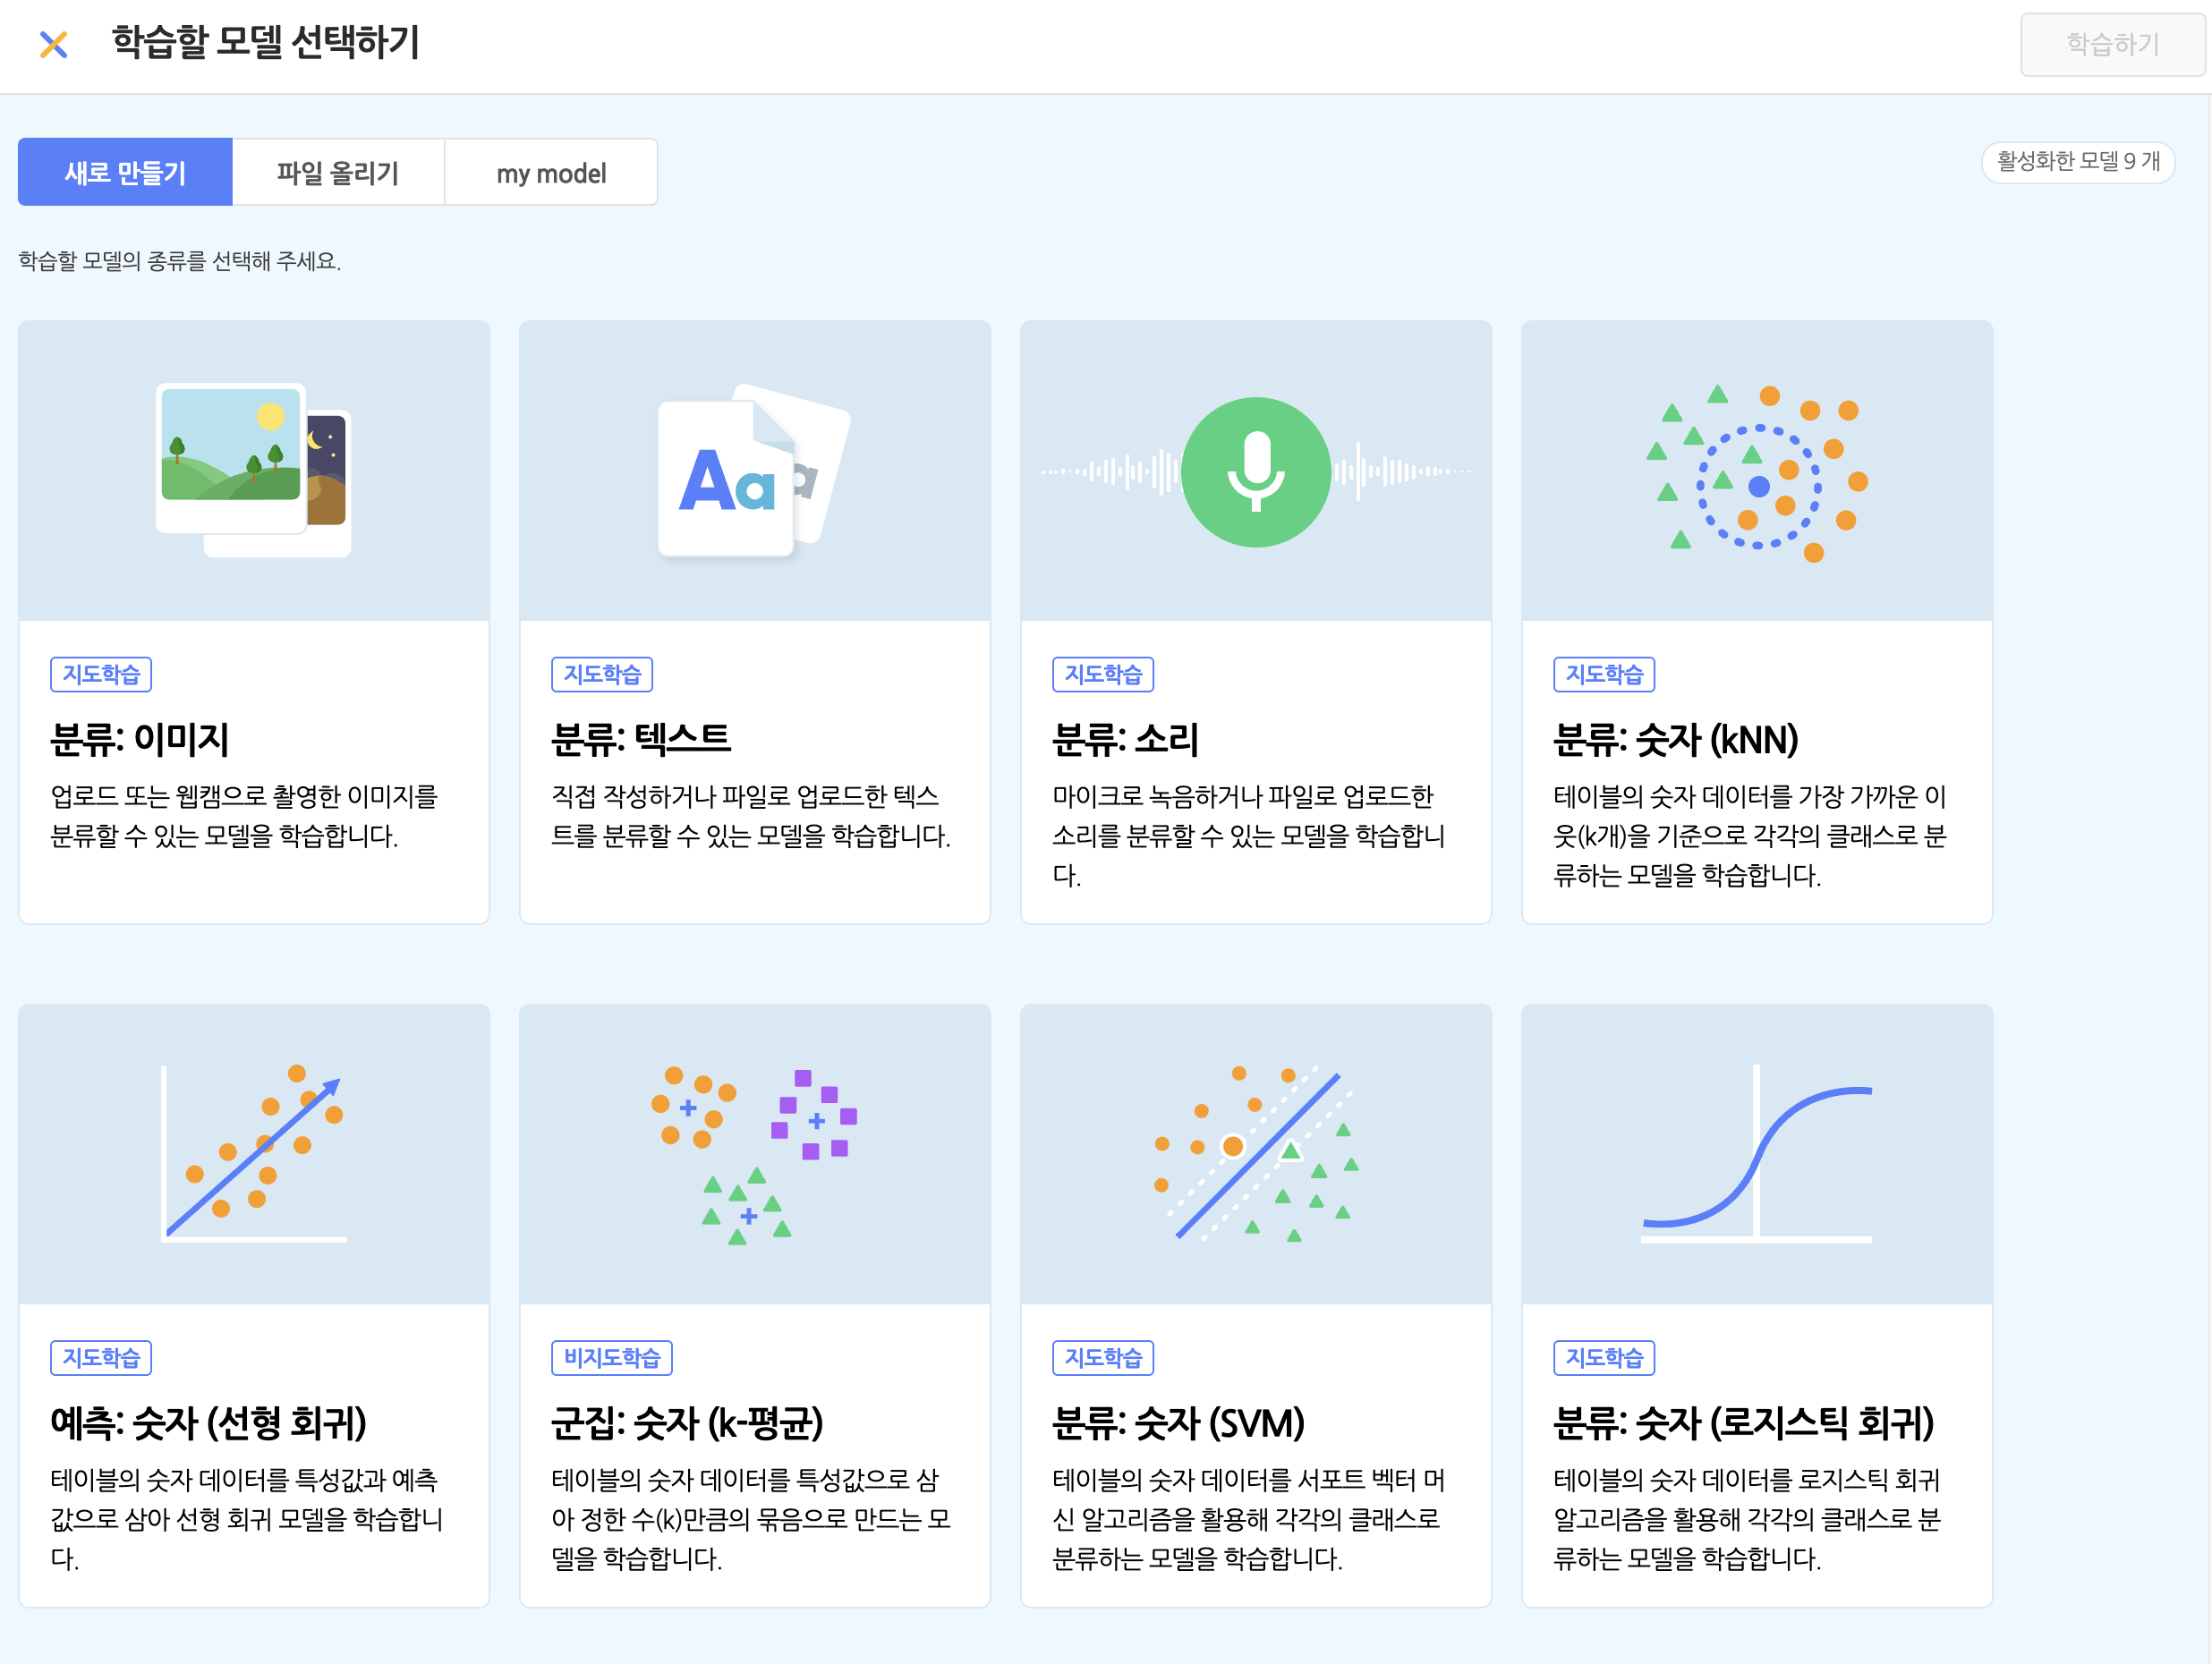 학습할 모델 선택하기
학습하기
새로 만들기
파일 올리기
my model
활성화한 모델 9 개
학습할 모델의 종류를 선택해 주세요.
Aa
a
지도학습
분류: 이미지
업로드 또는 웹캠으로 촬영한 이미지를
분류할 수 있는 모델을 학습합니다.
지도학습
분류: 텍스트
직접 작성하거나 파일로 업로드한 텍스
트를 분류할 수 있는 모델을 학습합니다.
지도학습
분류: 소리
마이크로 녹음하거나 파일로 업로드한
소리를 분류할 수 있는 모델을 학습합니
다.
지도학습
분류: 숫자 (kNN)
테이블의 숫자 데이터를 가장 가까운 이
웃(k개)을 기준으로 각각의 클래스로 분
류하는 모델을 학습합니다.
지도학습
예측: 숫자 (선형 회귀)
테이블의 숫자 데이터를 특성값과 예측
값으로 삼아 선형 회귀 모델을 학습합니
다.
비지도학습
군집: 숫자 (k-평균)
테이블의 숫자 데이터를 특성값으로 삼
아 정한 수(k)만큼의 묶음으로 만드는 모
델을 학습합니다.
지도학습
분류: 숫자 (SVM)
테이블의 숫자 데이터를 서포트 벡터 머
신 알고리즘을 활용해 각각의 클래스로
분류하는 모델을 학습합니다.
지도학습
분류: 숫자 (로지스틱 회귀)
테이블의 숫자 데이터를 로지스틱 회귀
알고리즘을 활용해 각각의 클래스로 분
류하는 모델을 학습합니다.